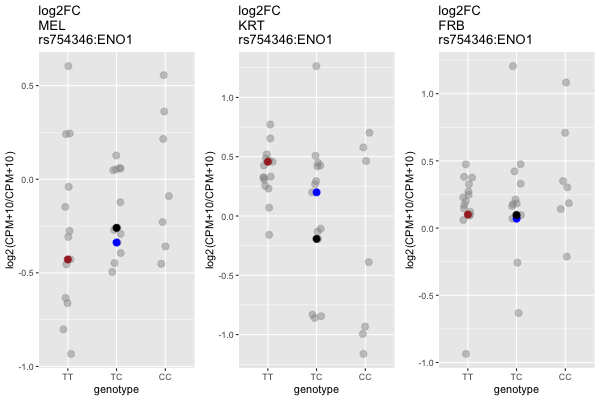 log2FC
MEL
rs754346:ENO1
log2(CPM+10/CPM+10)
0.5
0.0
-0.5
-1.0
TT
TC
CC
genotype
log2FC
KRT
rs754346:ENO1
log2(CPM+10/CPM+10)
1.0
0.5
0.0
-0.5
-1.0
TT
TC
CC
genotype
log2FC
FRB
rs754346:ENO1
log2(CPM+10/CPM+10)
1.0
0.5
0.0
-0.5
-1.0
TT
TC
CC
genotype